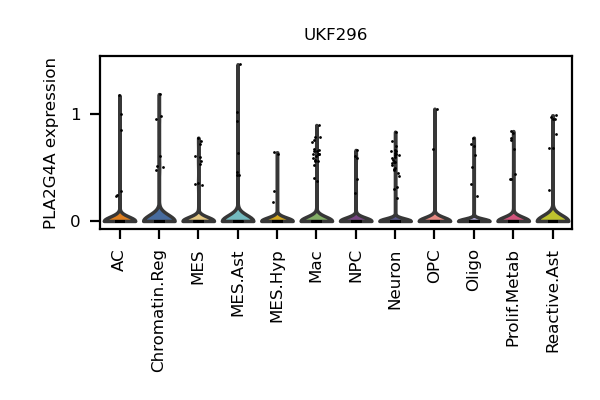 UKF296
PLA2G4A expression
1
0
AC
Chromatin.Reg
MES
MES.Ast
MES.Hyp
Mac
NPC
Neuron
OPC
Oligo
Prolif.Metab
Reactive.Ast